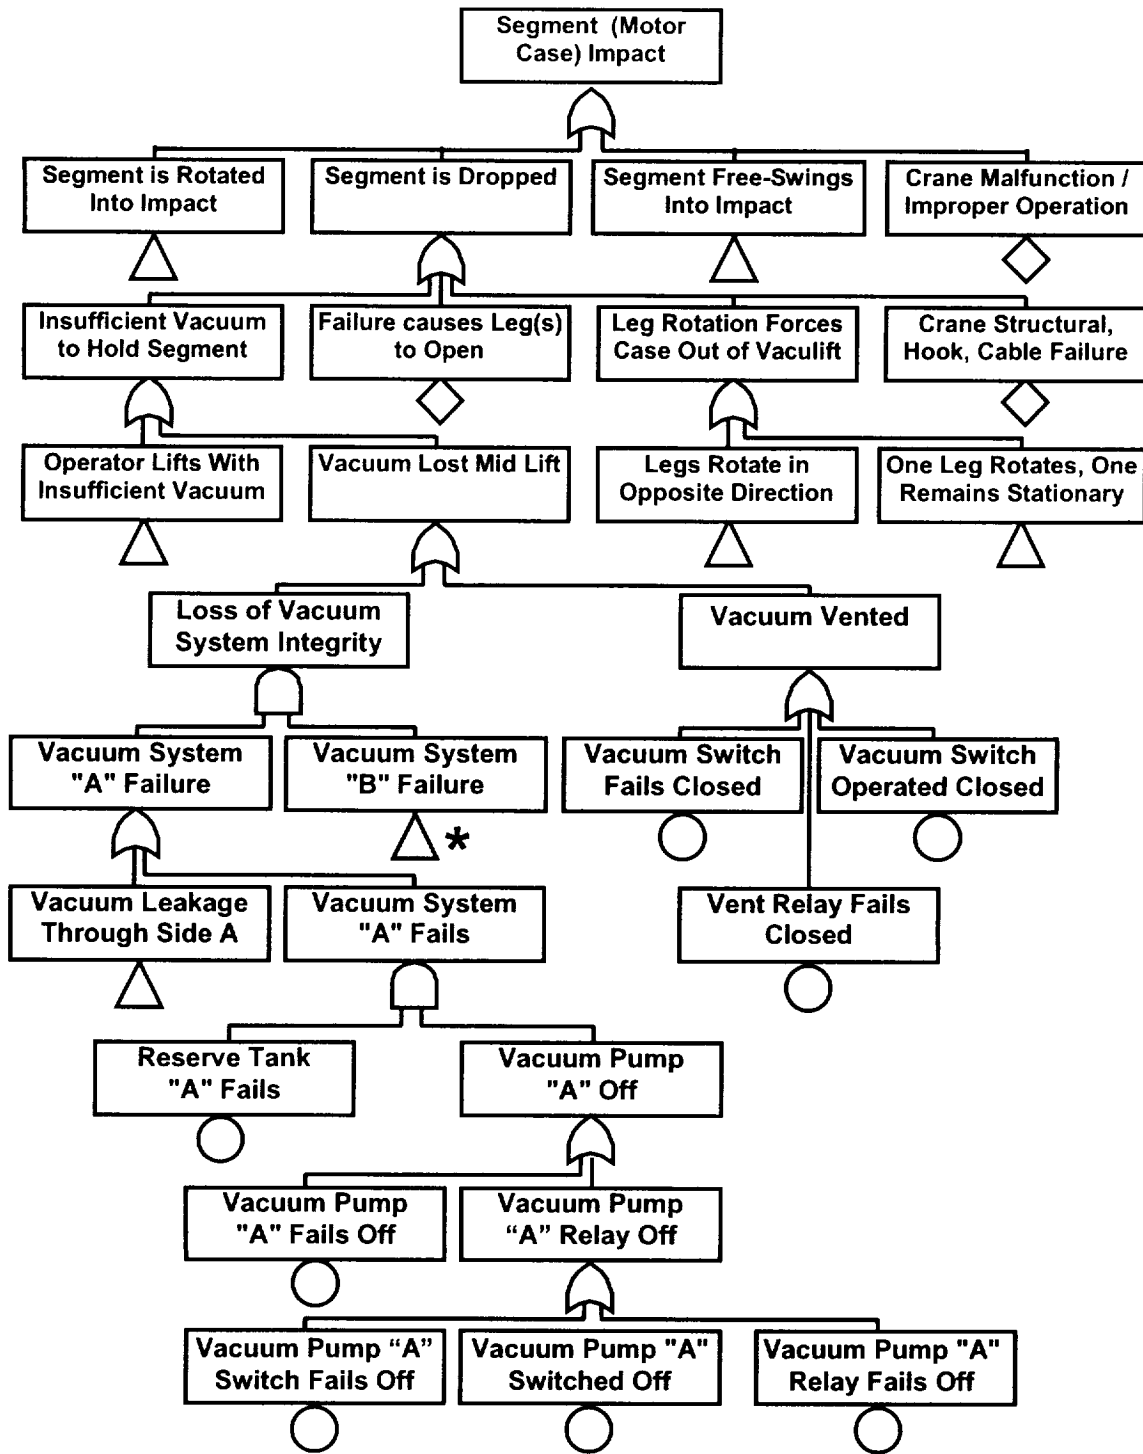 Segment (Motor
Case) Impact
Segment is Rotated
Into Impact
Segment is Dropped
Segment Free-Swings
Into Impact
Crane Malfunction /
Improper Operation
Insufficient Vacuum
to Hold Segment
Failure causes Leg(s)
to Open
Leg Rotation Forces
Case Out of Vaculift
Crane Structural,
Hook, Cable Failure
Operator Lifts With
Insufficient Vacuum
Vacuum Lost Mid Lift
Legs Rotate in
Opposite Direction
One Leg Rotates, One
Remains Stationary
Loss of Vacuum
System Integrity
Vacuum Vented
Vacuum System
"A" Failure
Vacuum System
"B" Failure
*
Vacuum Switch
Fails Closed
Vacuum Switch
Operated Closed
Vacuum Leakage
Through Side A
Vacuum System
"A" Fails
Vent Relay Fails
Closed
Reserve Tank
"A" Fails
Vacuum Pump
"A" Off
Vacuum Pump
"A" Fails Off
Vacuum Pump
“A” Relay Off
Vacuum Pump “A”
Switch Fails Off
Vacuum Pump "A"
Switched Off
Vacuum Pump "A"
Relay Fails Off